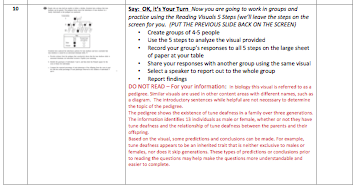 10
Say: OK, it's Your Turn Now you are going to work in groups and
practice using the Reading Visuals 5 Steps (we'll leave the steps on the
screen for you. (PUT THE PREVIOUS SLIDE BACK ON THE SCREEN)
• Create groups of 4-5 people
• Use the 5 steps to analyze the visual provided
• Record your group's responses to all 5 steps on the large sheet
of paper at your table
• Share your responses with another group using the same visual
• Select a speaker to report out to the whole group
• Report findings
DO NOT READ – For your information: In biology this visual is referred to as a
pedigree. Similar visuals are used in other content areas with different names, such as
a diagram. The introductory sentences while helpful are not necessary to determine
the topic of the pedigree.
The pedigree shows the existence of tune deafness in a family over three generations.
The information identifies 13 individuals as male or female, whether or not they have
tune deafness and the relationship of tune deafness between the parents and their
offspring.
Based on the visual, some predictions and conclusions can be made. For example,
tune deafness appears to be an inherited trait that is neither exclusive to males or
females, nor does it skip generations. These types of predictions or conclusions prior
to reading the questions may help make the questions more understandable and
easier to complete.